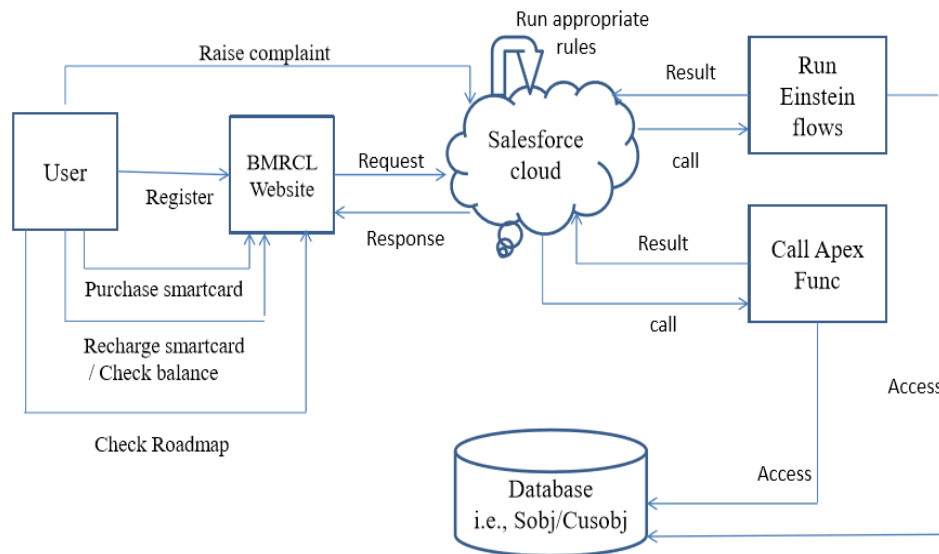 Run appropriate
rules
Raise complaint
Result
Run
Einstein
flows
User
BMRCL
Website
Request
Salesforce
cloud
call
Register
Response
Result
Call Apex
Func
Purchase smartcard
call
Recharge smartcard
/ Check balance
Access
Check Roadmap
Access
Database
i.e., Sobj/Cusobj